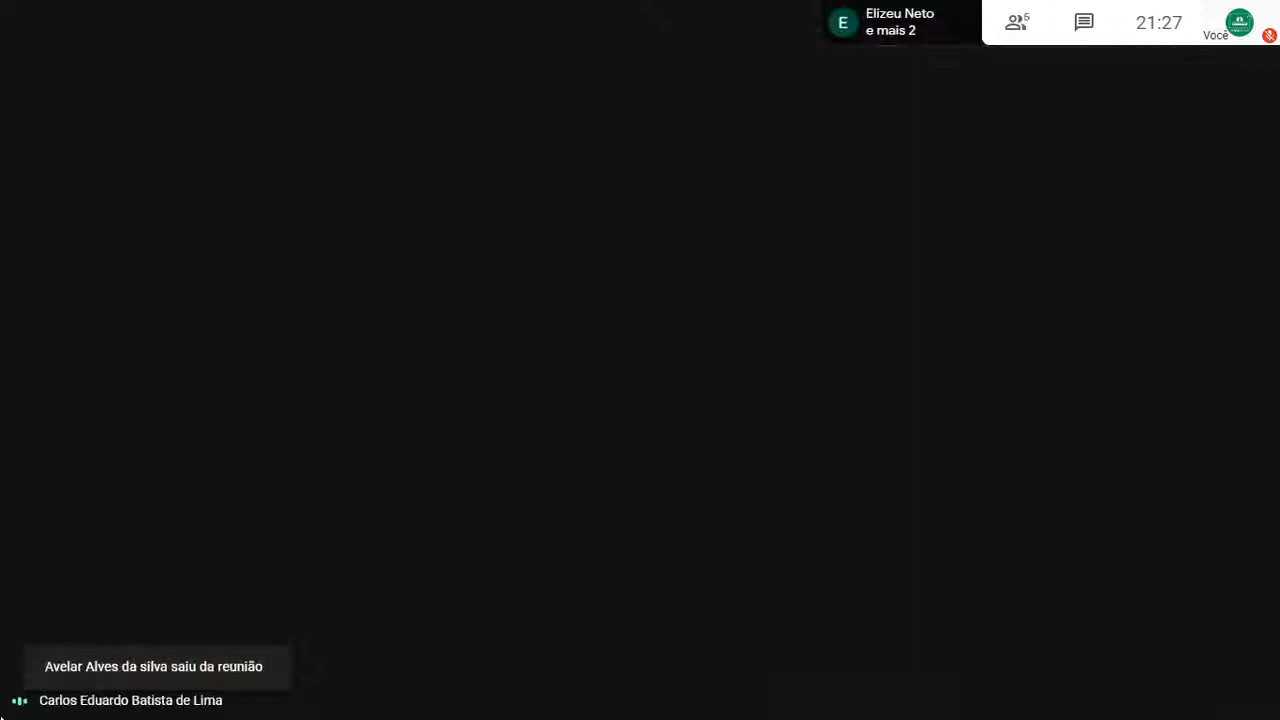 Elizeu Neto
e mais 2
E
5
21:27
Você
Avelar Alves da silva saiu da reunião
Carlos Eduardo Batista de Lima